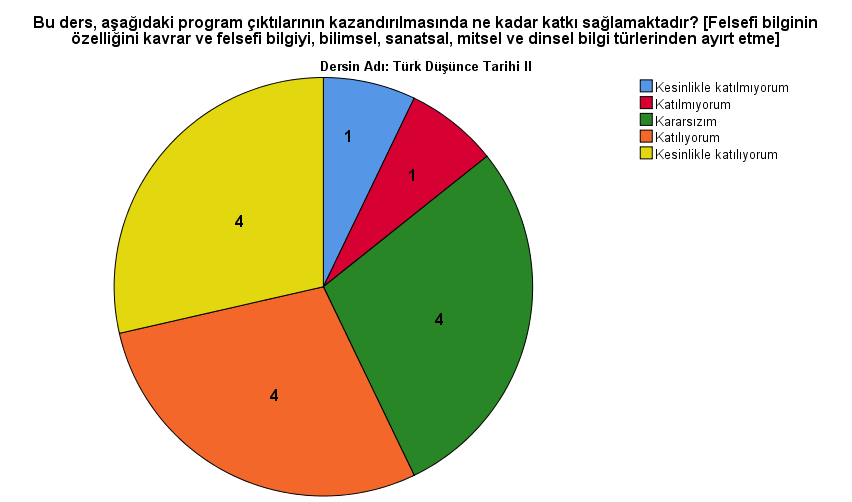 Bu ders, aşağıdaki program çıktılarının kazandırılmasında ne kadar katkı sağlamaktadır? [Felsefi bilginin
özelliğini kavrar ve felsefi bilgiyi, bilimsel, sanatsal, mitsel ve dinsel bilgi türlerinden ayırt etme]
Dersin Adı: Türk Düşünce Tarihi II
Kesinlikle katılmıyorum
Katılmıyorum
Kararsızım
Katılıyorum
Kesinlikle katılıyorum
1
1
4
4
4